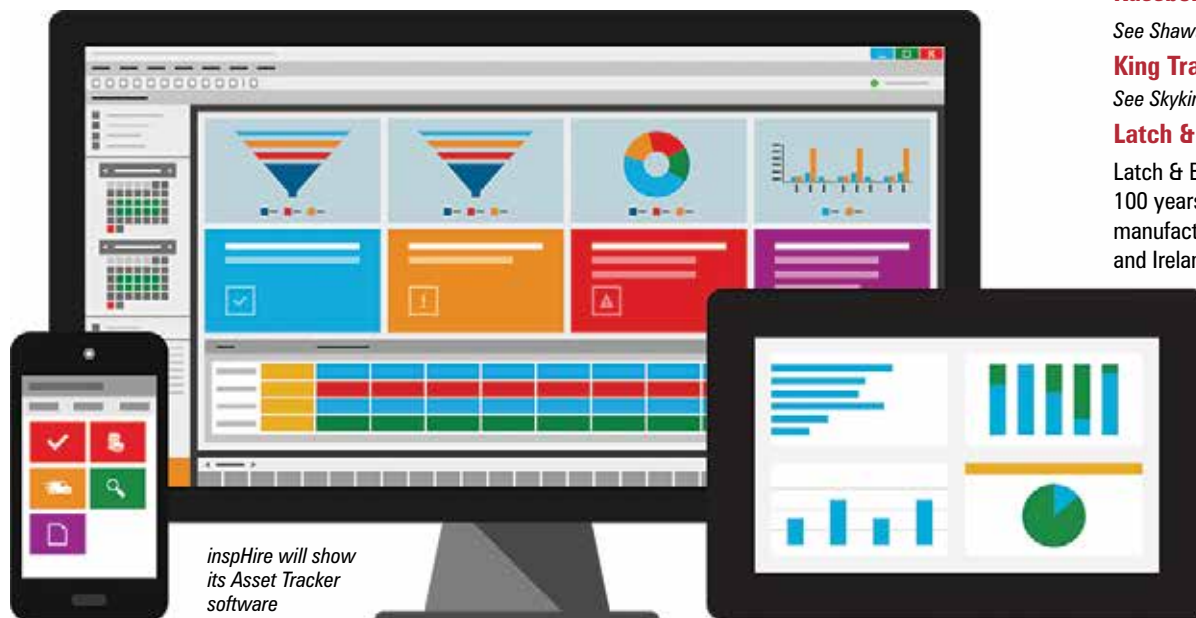 See Shaw
King Tra
See Skykin
Latch &
Latch & B
100 years
manufact
and Irelan
inspHire will show
its Asset Tracker
software